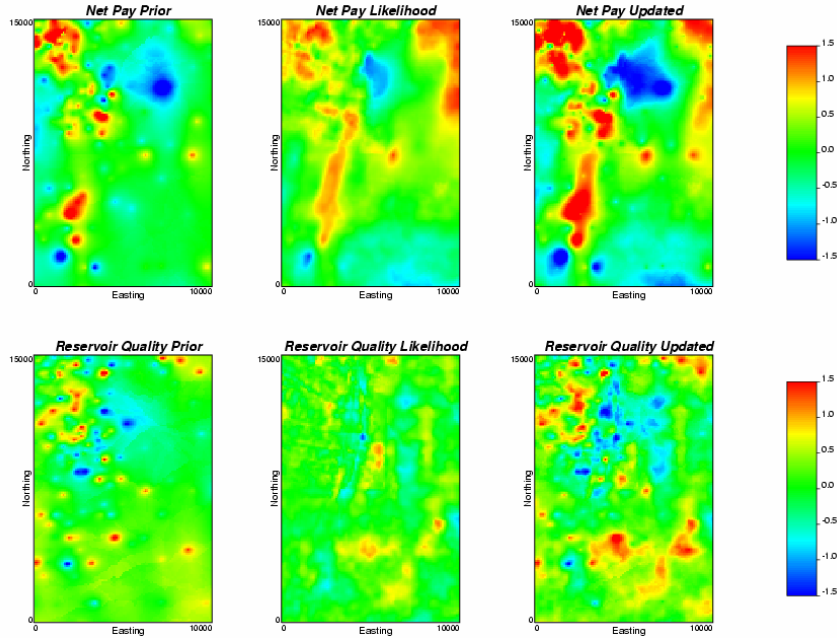 Net Pay Prior
Net Pay Likelihood
Net Pay Updated
15000
Northing
0
0
Easting
10000
15000
Northing
0
0
Easting
10000
15000
Northing
0
0
Easting
10000
1.5
1.0
0.5
0.0
-0.5
-1.0
-1.5
Reservoir Quality Prior
Reservoir Quality Likelihood
Reservoir Quality Updated
15000
Northing
0
0
Easting
10000
15000
Northing
0
0
Easting
10000
15000
Northing
0
0
Easting
10000
1.5
1.0
0.5
0.0
-0.5
-1.0
-1.5